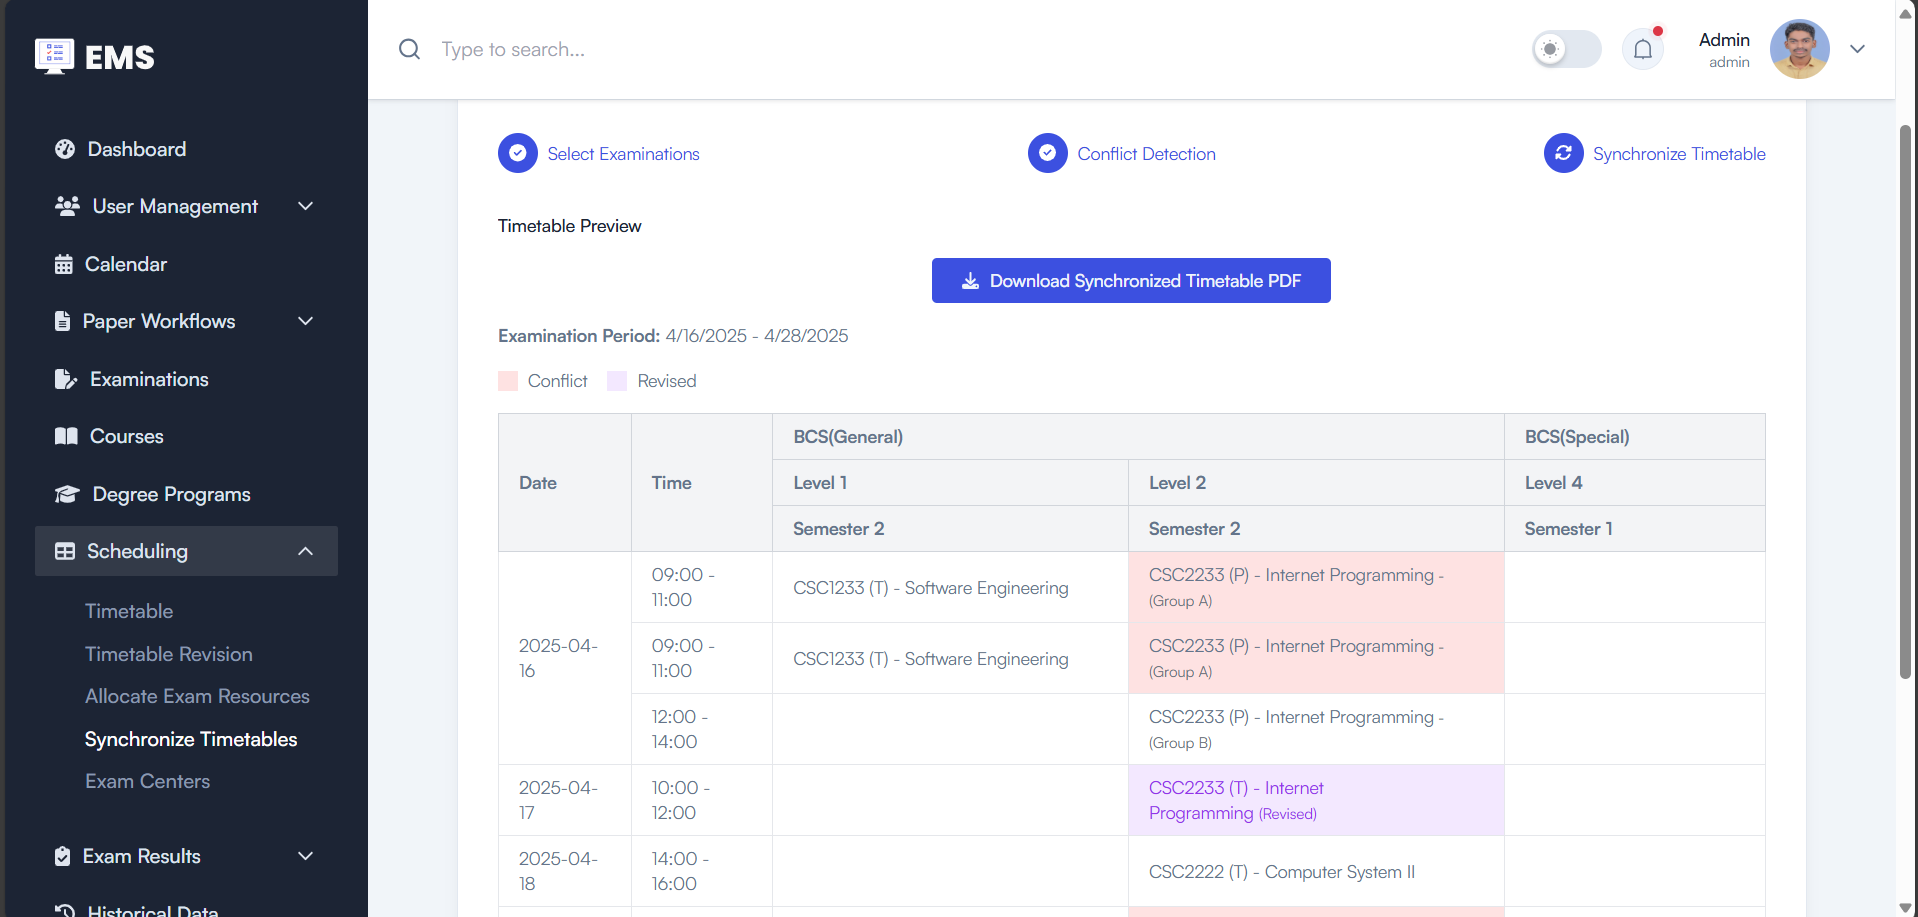 EMS
Type to search...
Admin
admin
Dashboard
User Management
Calendar
Paper Workflows
Examinations
Courses
Degree Programs
Scheduling
Timetable
Timetable Revision
Allocate Exam Resources
Synchronize Timetables
Exam Centers
Exam Results
Historical Data
Select Examinations
Conflict Detection
Synchronize Timetable
Timetable Preview
Download Synchronized Timetable PDF
Examination Period: 4/16/2025 - 4/28/2025
Conflict
Revised
Date
Time
BCS(General)
BCS(Special)
Level 1
Level 2
Level 4
Semester 2
Semester 2
Semester 1
2025-04-
16
09:00 -
11:00
CSC1233 (T) - Software Engineering
CSC2233 (P) - Internet Programming -
(Group A)
09:00 -
11:00
CSC1233 (T) - Software Engineering
CSC2233 (P) - Internet Programming -
(Group A)
12:00 -
14:00
CSC2233 (P) - Internet Programming -
(Group B)
2025-04-
17
10:00 -
12:00
CSC2233 (T) - Internet
Programming (Revised)
2025-04-
18
14:00 -
16:00
CSC2222 (T) - Computer System II